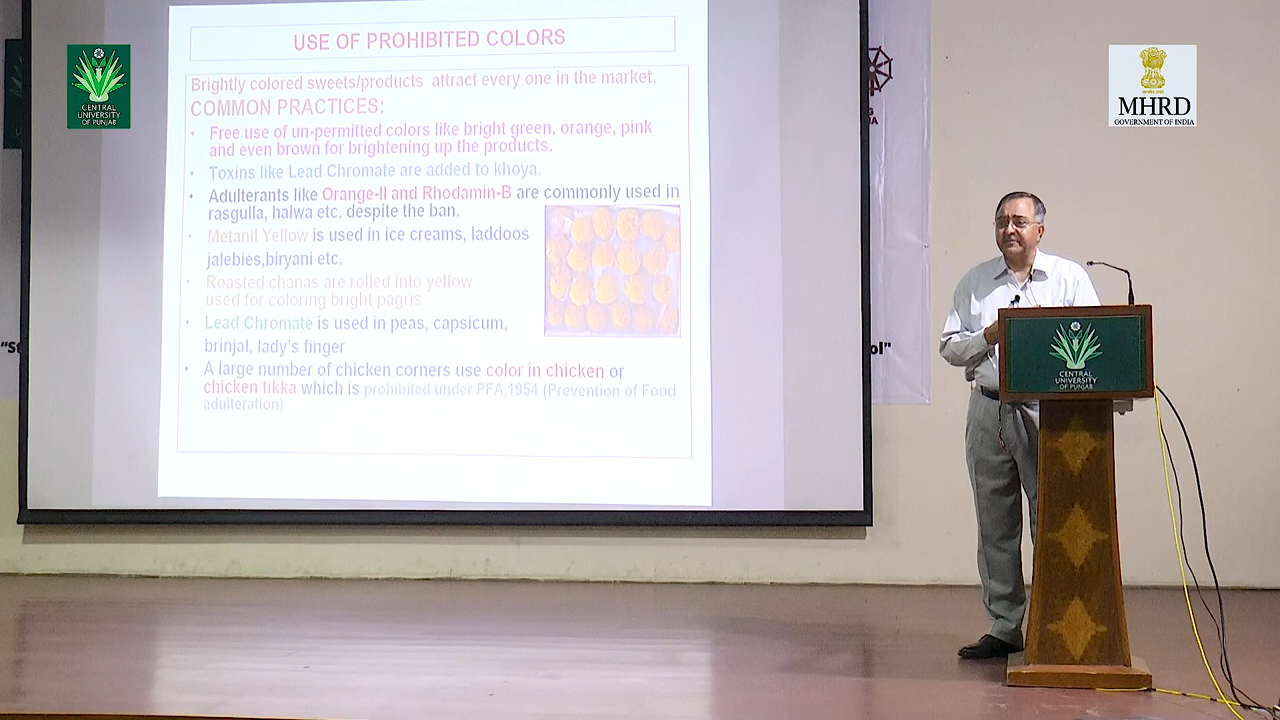 USE OF PROHIBITED COLORS
Brightly colored sweets/products attract every one in the market.
COMMON PRACTICES:
• Free use of un-permitted colors like bright green, orange, pink
and even brown for brightening up the products.
• Toxins like Lead Chromate are added to khoya.
• Adulterants like Orange-II and Rhodamin-B are commonly used in
rasgulla, halwa etc. despite the ban.
• Metanil Yellow is used in ice creams, laddoos
jalebies,biryani etc.
• Roasted chanas are rolled into yellow
used for coloring bright pagris
• Lead Chromate is used in peas, capsicum,
brinjal, lady's finger
• A large number of chicken corners use color in chicken or
chicken tikka which is prohibited under PFA,1954 (Prevention of Food
adulteration)
CENTRAL
UNIVERSITY
OF PUNJAB
MHRD
GOVERNMENT OF INDIA
"St
ol"
CENTRAL
UNIVERSITY
OF PUNJAB